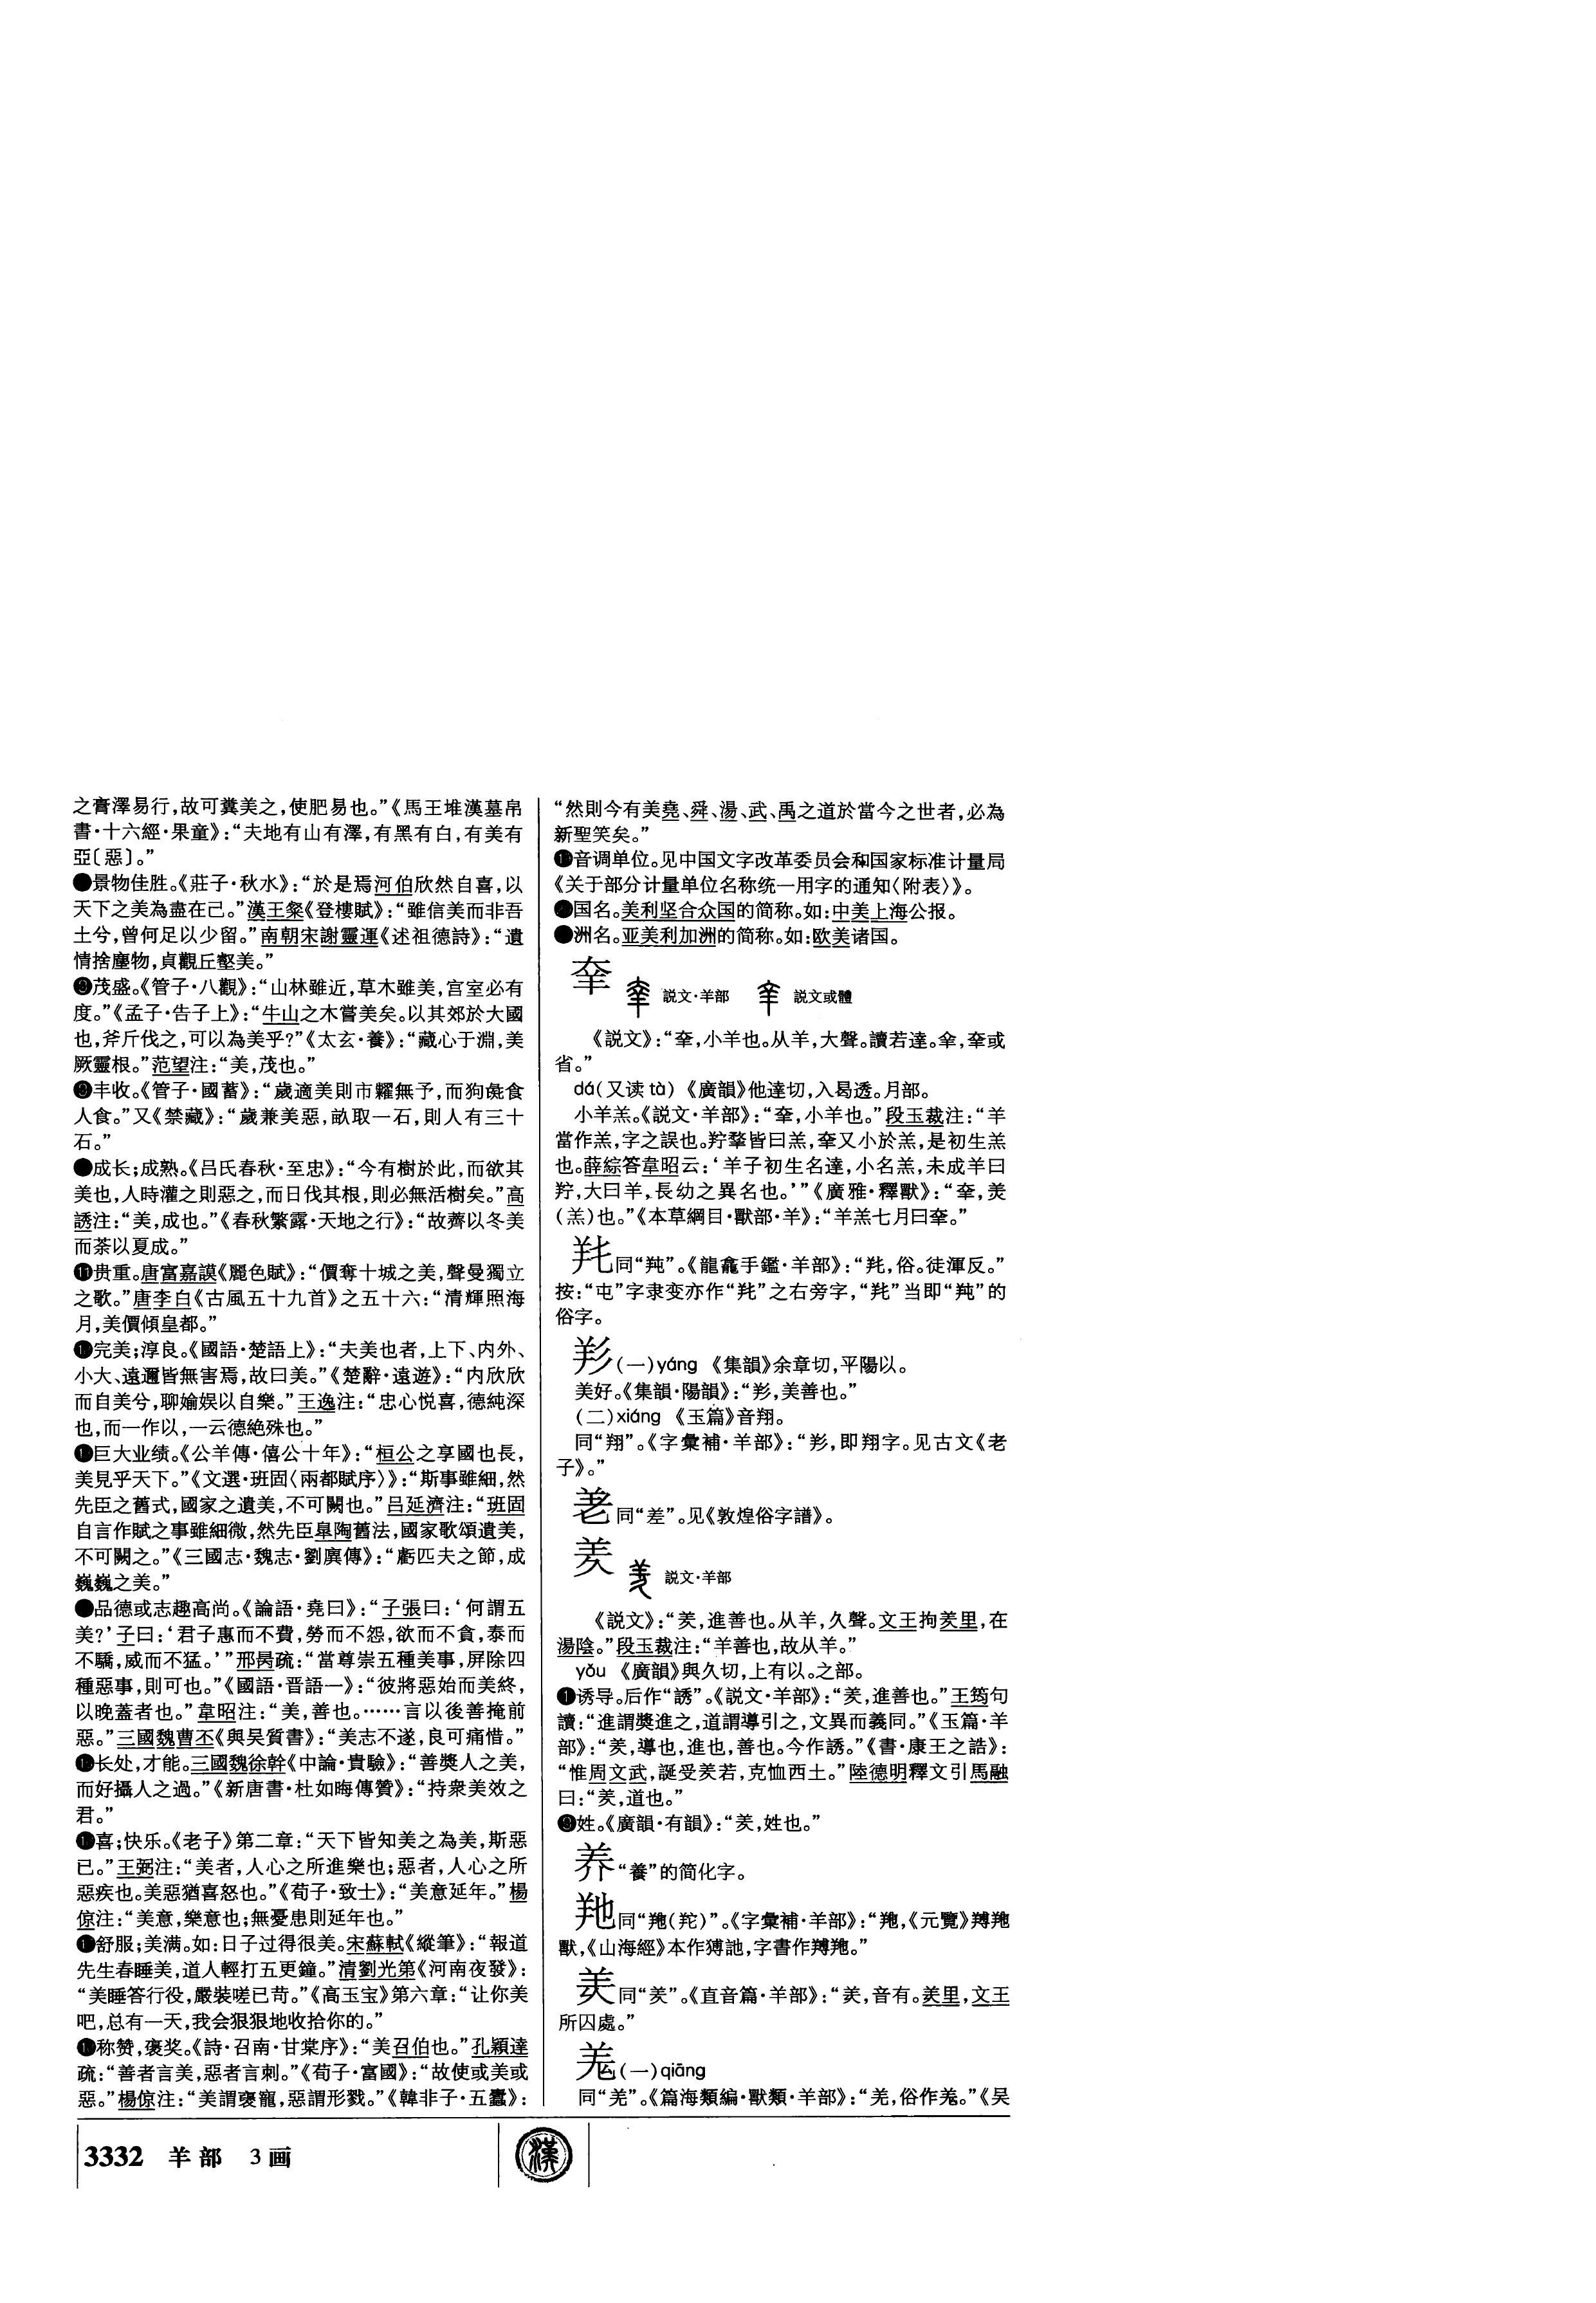 之膏澤易行，故可糞美之，使肥易也。”《馬王堆漢墓帛
書·十六經·果童》：“夫地有山有澤，有黑有白，有美有
亞〔惡〕。”
●景物佳胜。《莊子·秋水》：“於是焉河伯欣然自喜，以
天下之美為盡在己。”漢王粲《登樓賦》：“雖信美而非吾
土兮，曾何足以少留。”南朝宋謝靈運《述祖德詩》：“遺
情捨塵物，貞觀丘壑美。”
❽茂盛。《管子·八觀》：“山林雖近，草木雖美，宫室必有
度。”《孟子·告子上》：“牛山之木嘗美矣。以其郊於大國
也，斧斤伐之，可以為美乎？”《太玄·養》：“藏心于淵，美
厥靈根。”范望注：“美，茂也。”
❾丰收。《管子·國蓄》：“歲適美則市糶無予，而狗彘食
人食。”又《禁藏》：“歲兼美惡，畝取一石，則人有三十
石。”
●成长；成熟。《吕氏春秋·至忠》：“今有樹於此，而欲其
美也，人時灌之則惡之，而日伐其根，則必無活樹矣。”高
誘注：“美，成也。”《春秋繁露·天地之行》：“故薺以冬美
而荼以夏成。”
⓫贵重。唐富嘉謨《麗色賦》：“價奪十城之美，聲曼獨立
之歌。”唐李白《古風五十九首》之五十六：“清輝照海
月，美價傾皇都。”
●完美；淳良。《國語·楚語上》：“夫美也者，上下、内外、
小大、遠邇皆無害焉，故曰美。”《楚辭·遠遊》：“内欣欣
而自美兮，聊媮娱以自樂。”王逸注：“忠心悦喜，德純深
也，而一作以，一云德絶殊也。”
●巨大业绩。《公羊傳·僖公十年》：“桓公之享國也長，
美見乎天下。”《文選·班固〈兩都賦序〉》：“斯事雖細，然
先臣之舊式，國家之遺美，不可闕也。”吕延濟注：“班固
自言作賦之事雖細微，然先臣臯陶舊法，國家歌頌遺美，
不可闕之。”《三國志·魏志·劉廙傳》：“虧匹夫之節，成
巍巍之美。”
●品德或志趣高尚。《論語·堯曰》：“子張曰：‘何謂五
美？’子曰：‘君子惠而不費，勞而不怨，欲而不貪，泰而
不驕，威而不猛。’”邢昺疏：“當尊崇五種美事，屏除四
種惡事，則可也。”《國語·晋語一》：“彼將惡始而美終，
以晚蓋者也。”韋昭注：“美，善也。……言以後善掩前
惡。”三國魏曹丕《與吴質書》：“美志不遂，良可痛惜。”
●长处，才能。三國魏徐幹《中論·貴驗》：“善奬人之美，
而好攝人之過。”《新唐書·杜如晦傳贊》：“持衆美效之
君。”
●喜；快乐。《老子》第二章：“天下皆知美之為美，斯惡
已。”王弼注：“美者，人心之所進樂也；惡者，人心之所
惡疾也。美惡猶喜怒也。”《荀子·致士》：“美意延年。”楊
倞注：“美意，樂意也；無憂患則延年也。”
●舒服；美满。如：日子过得很美。宋蘇軾《縱筆》：“報道
先生春睡美，道人輕打五更鐘。”清劉光第《河南夜發》：
“美睡答行役，嚴裝嗟已苛。”《高玉宝》第六章：“让你美
吧，总有一天，我会狠狠地收拾你的。”
●称赞，褒奖。《詩·召南·甘棠序》：“美召伯也。”孔穎達
疏：“善者言美，惡者言刺。”《荀子·富國》：“故使或美或
惡。”楊倞注：“美謂襃寵，惡謂形戮。”《韓非子·五蠹》：
“然則今有美堯、舜、湯、武、禹之道於當今之世者，必為
新聖笑矣。”
●音调单位。见中国文字改革委员会和国家标准计量局
《关于部分计量单位名称统一用字的通知〈附表〉》。
●国名。美利坚合众国的简称。如：中美上海公报。
●洲名。亚美利加洲的简称。如：欧美诸国。
羍 説文·羊部 説文或體
《説文》：“羍，小羊也。从羊，大聲。讀若達。𦍒，羍或
省。”
dá（又读tà）《廣韻》他達切，入曷透。月部。
小羊羔。《説文·羊部》：“羍，小羊也。”段玉裁注：“羊
當作羔，字之誤也。羜𦎧皆曰羔，羍又小於羔，是初生羔
也。薛綜答韋昭云：‘羊子初生名達，小名羔，未成羊曰
羜，大曰羊，長幼之異名也。’”《廣雅·釋獸》：“羍，羙
（羔）也。”《本草綱目·獸部·羊》：“羊羔七月曰羍。”
同“㹠”。《龍龕手鑑·羊部》：“，俗。徒渾反。”
按：“屯”字隶变亦作“”之右旁字，“”当即“”的
俗字。
羏（一）yáng 《集韻》余章切，平陽以。
美好。《集韻·陽韻》：“羏，美善也。”
（二）xiáng 《玉篇》音翔。
同“翔”。《字彙補·羊部》：“羏，即翔字。见古文《老
子》。”
同“差”。见《敦煌俗字譜》。
羑 説文·羊部
《説文》：“羑，進善也。从羊，久聲。文王拘羑里，在
湯陰。”段玉裁注：“羊善也，故从羊。”
yǒu 《廣韻》與久切，上有以。之部。
❶诱导。后作“誘”。《説文·羊部》：“羑，進善也。”王筠句
讀：“進謂奬進之，道謂導引之，文異而義同。”《玉篇·羊
部》：“羑，導也，進也，善也。今作誘。”《書·康王之誥》：
“惟周文武，誕受羑若，克恤西土。”陸德明釋文引馬融
曰：“羑，道也。”
●姓。《廣韻·有韻》：“羑，姓也。”
养 “養”的简化字。
同“（羬）”。《字彙補·羊部》：“，《元覽》
獸，《山海經》本作猼訑，字書作。”
同“羑”。《直音篇·羊部》：“，音有。羑里，文王
所囚處。”
羌（一）qiāng
同“羌”。《篇海類編·獸類·羊部》：“羌，俗作。”《吴
3332 羊部 3画
漢